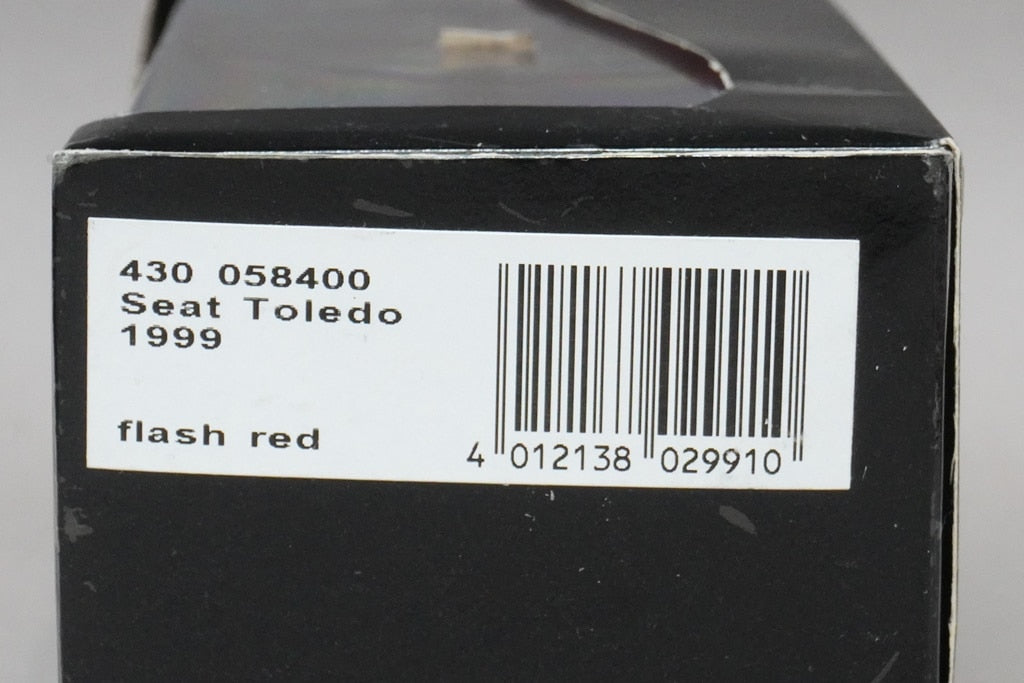 430 058400
Seat Toledo
1999
flash red
4 012138 029910